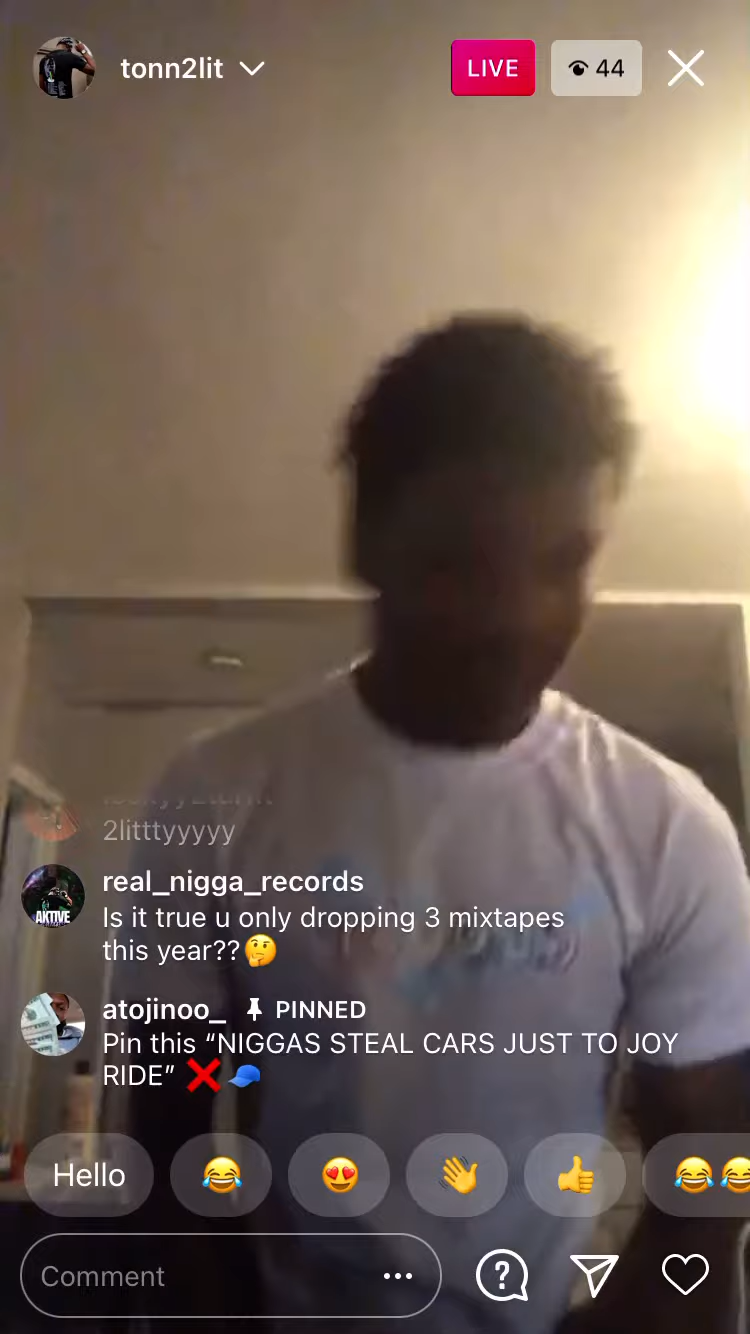 tonn2lit
LIVE
44
2litttyyyyy
real_nigga_records
Is it true u only dropping 3 mixtapes
this year??🤔
AKTIVE
atojinoo_ PINNED
Pin this “NIGGAS STEAL CARS JUST TO JOY
RIDE” ❌🧢
Hello
😂 😍 👋 👍 😂😂
Comment